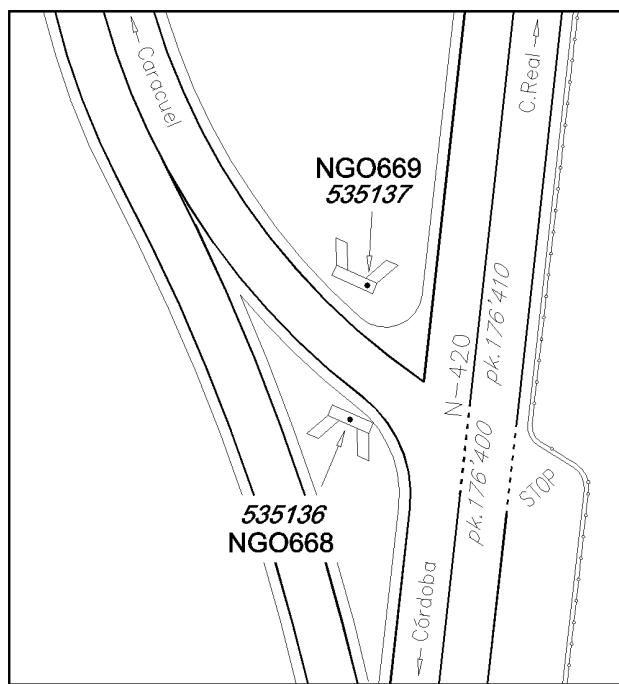 Caracuel
C.Real
NGO669
535137
N-420
pk.176'410
pk.176'400
STOP
535136
NGO668
Córdoba